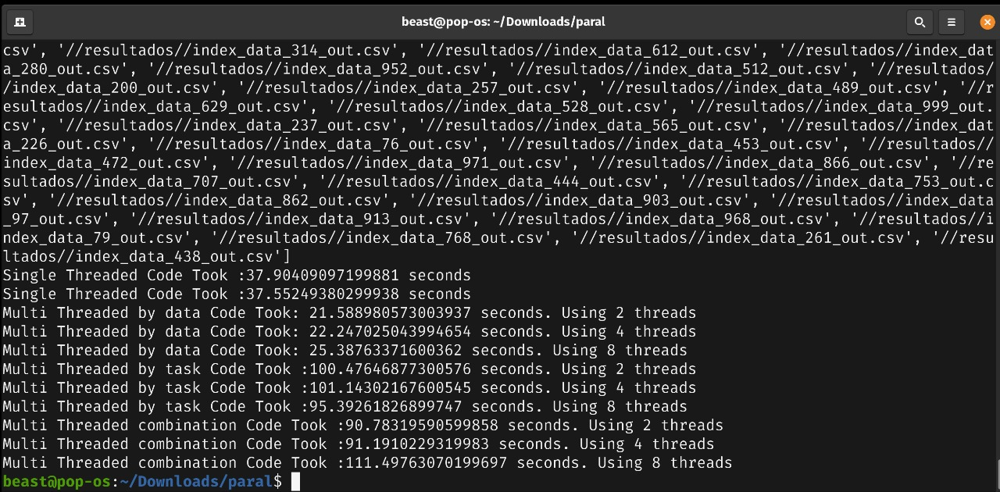 beast@pop-os: ~/Downloads/paral
csv', '//resultados//index_data_314_out.csv', '//resultados//index_data_612_out.csv', '//resultados//index_dat
a_280_out.csv', '//resultados//index_data_952_out.csv', '//resultados//index_data_512_out.csv', '//resultados/
/index_data_200_out.csv', '//resultados//index_data_257_out.csv', '//resultados//index_data_489_out.csv', '//r
esultados//index_data_629_out.csv', '//resultados//index_data_528_out.csv', '//resultados//index_data_999_out.
csv', '//resultados//index_data_237_out.csv', '//resultados//index_data_565_out.csv', '//resultados//index_dat
a_226_out.csv', '//resultados//index_data_76_out.csv', '//resultados//index_data_453_out.csv', '//resultados//
index_data_472_out.csv', '//resultados//index_data_971_out.csv', '//resultados//index_data_866_out.csv', '//re
sultados//index_data_707_out.csv', '//resultados//index_data_444_out.csv', '//resultados//index_data_753_out.c
sv', '//resultados//index_data_862_out.csv', '//resultados//index_data_903_out.csv', '//resultados//index_data
_97_out.csv', '//resultados//index_data_913_out.csv', '//resultados//index_data_968_out.csv', '//resultados//i
ndex_data_79_out.csv', '//resultados//index_data_768_out.csv', '//resultados//index_data_261_out.csv', '//resu
ltados//index_data_438_out.csv']
Single Threaded Code Took :37.90409097199881 seconds
Single Threaded Code Took :37.55249380299938 seconds
Multi Threaded by data Code Took: 21.588980573003937 seconds. Using 2 threads
Multi Threaded by data Code Took: 22.247025043994654 seconds. Using 4 threads
Multi Threaded by data Code Took: 25.38763371600362 seconds. Using 8 threads
Multi Threaded by task Code Took :100.47646877300576 seconds. Using 2 threads
Multi Threaded by task Code Took :101.14302167600545 seconds. Using 4 threads
Multi Threaded by task Code Took :95.39261826899747 seconds. Using 8 threads
Multi Threaded combination Code Took :90.78319590599858 seconds. Using 2 threads
Multi Threaded combination Code Took :91.1910229319983 seconds. Using 4 threads
Multi Threaded combination Code Took :111.49763070199697 seconds. Using 8 threads
beast@pop-os:~/Downloads/paral$